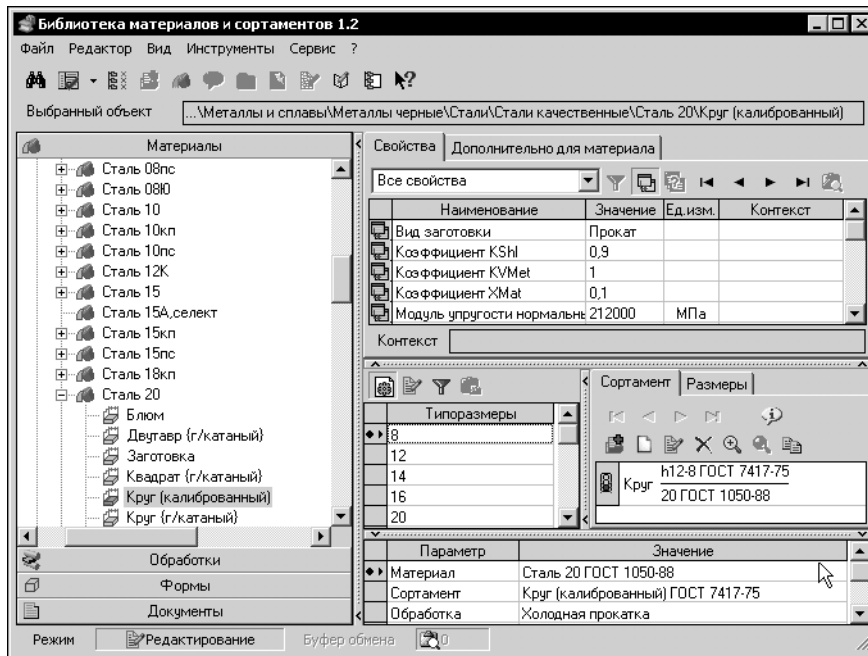 Библиотека материалов и сортаментов 1.2
Файл Редактор Вид Инструменты Сервис ?
Выбранный объект ...\Металлы и сплавы\Металлы черные\Стали\Стали качественные\Сталь 20\Круг (калиброванный)
Материалы
Сталь 08пс
Сталь 08Ю
Сталь 10
Сталь 10кп
Сталь 10пс
Сталь 12К
Сталь 15
Сталь 15А,селект
Сталь 15кп
Сталь 15пс
Сталь 18кп
Сталь 20
Блюм
Двутавр {г/катаный}
Заготовка
Квадрат {г/катаный}
Круг (калиброванный)
Круг {г/катаный}
Обработки
Формы
Документы
Свойства Дополнительно для материала
Все свойства
Наименование Значение Ед.изм. Контекст
Вид заготовки Прокат
Коэффициент KShl 0,9
Коэффициент KVMet 1
Коэффициент XMat 0,1
Модуль упругости нормальнь 212000 МПа
Контекст
Типоразмеры
8
12
14
16
20
Сортамент Размеры
Круг h12-8 ГОСТ 7417-75
20 ГОСТ 1050-88
Параметр Значение
Материал Сталь 20 ГОСТ 1050-88
Сортамент Круг (калиброванный) ГОСТ 7417-75
Обработка Холодная прокатка
Режим Редактирование Буфер обмена 0